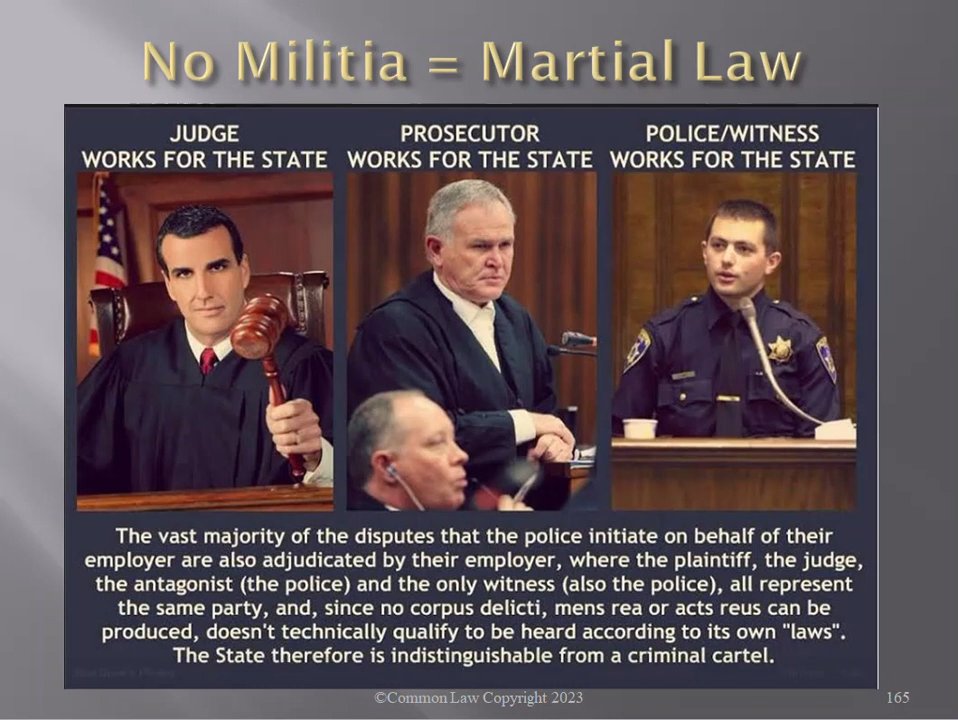 No Militia = Martial Law
JUDGE
WORKS FOR THE STATE
PROSECUTOR
WORKS FOR THE STATE
POLICE/WITNESS
WORKS FOR THE STATE
The vast majority of the disputes that the police initiate on behalf of their
employer are also adjudicated by their employer, where the plaintiff, the judge,
the antagonist (the police) and the only witness (also the police), all represent
the same party, and, since no corpus delicti, mens rea or acts reus can be
produced, doesn't technically qualify to be heard according to its own "laws".
The State therefore is indistinguishable from a criminal cartel.
©Common Law Copyright 2023
165